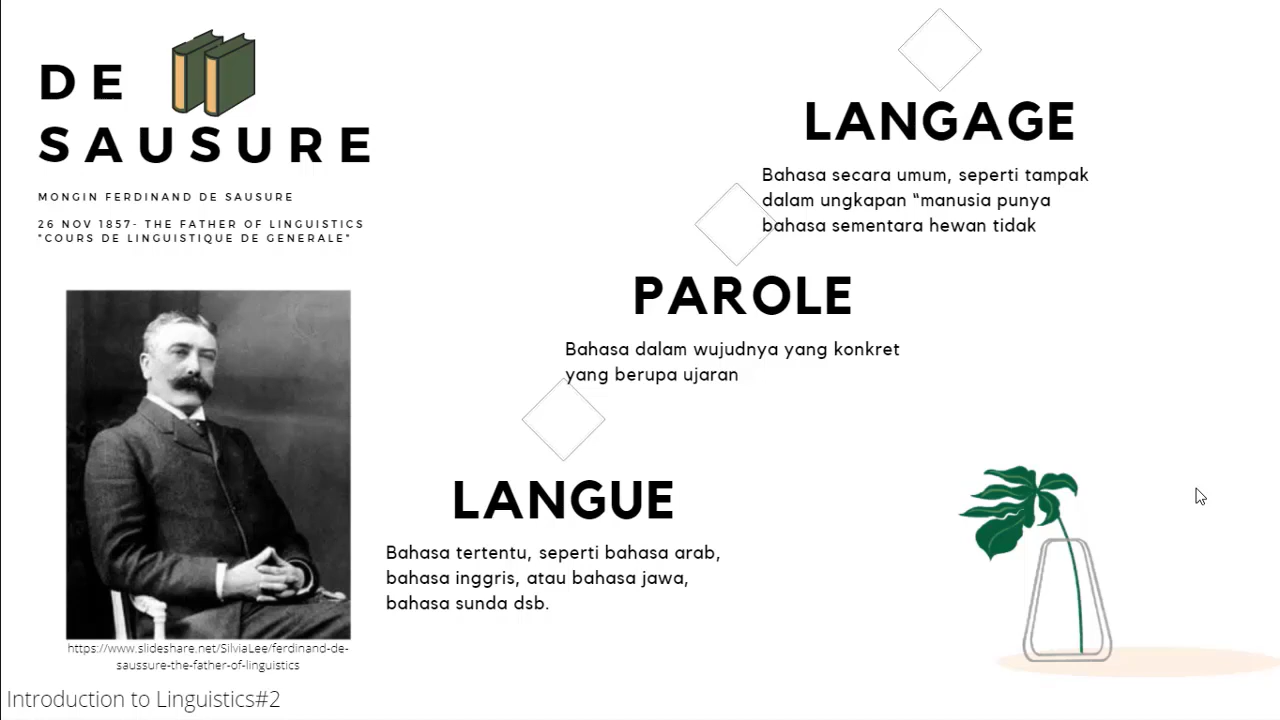 DE
SAUSURE
MONGIN FERDINAND DE SAUSURE
26 NOV 1857- THE FATHER OF LINGUISTICS
"COURS DE LINGUISTIQUE DE GENERALE"
https://www.slideshare.net/SilviaLee/ferdinand-de-
saussure-the-father-of-linguistics
Introduction to Linguistics#2
LANGAGE
Bahasa secara umum, seperti tampak
dalam ungkapan “manusia punya
bahasa sementara hewan tidak
PAROLE
Bahasa dalam wujudnya yang konkret
yang berupa ujaran
LANGUE
Bahasa tertentu, seperti bahasa arab,
bahasa inggris, atau bahasa jawa,
bahasa sunda dsb.